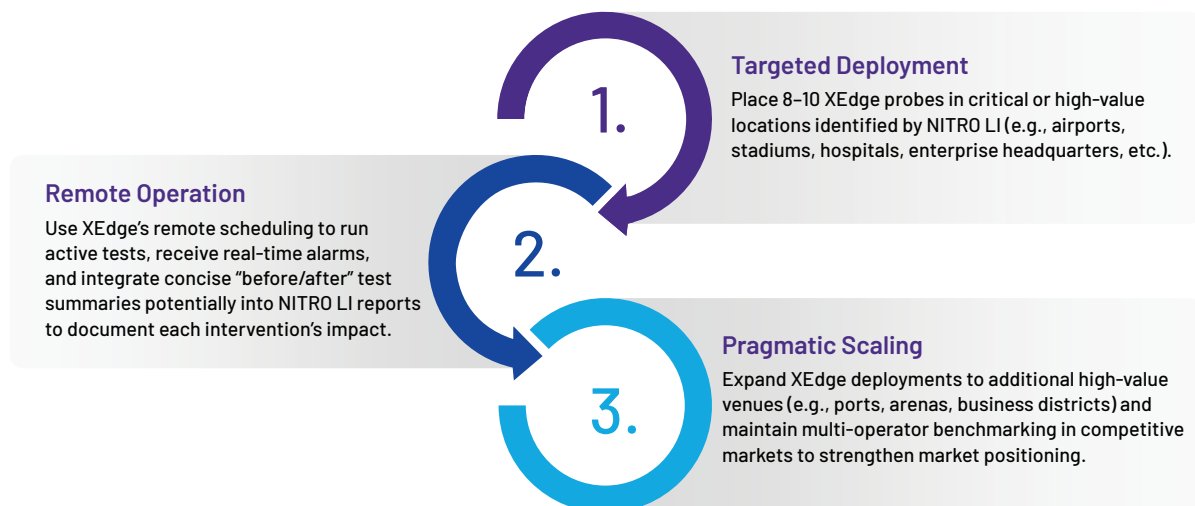 1.
Targeted Deployment
Place 8–10 XEdge probes in critical or high-value
locations identified by NITRO LI (e.g., airports,
stadiums, hospitals, enterprise headquarters, etc.).
Remote Operation
Use XEdge’s remote scheduling to run
active tests, receive real-time alarms,
and integrate concise “before/after” test
summaries potentially into NITRO LI reports
to document each intervention’s impact.
2.
3.
Pragmatic Scaling
Expand XEdge deployments to additional high-value
venues (e.g., ports, arenas, business districts) and
maintain multi-operator benchmarking in competitive
markets to strengthen market positioning.